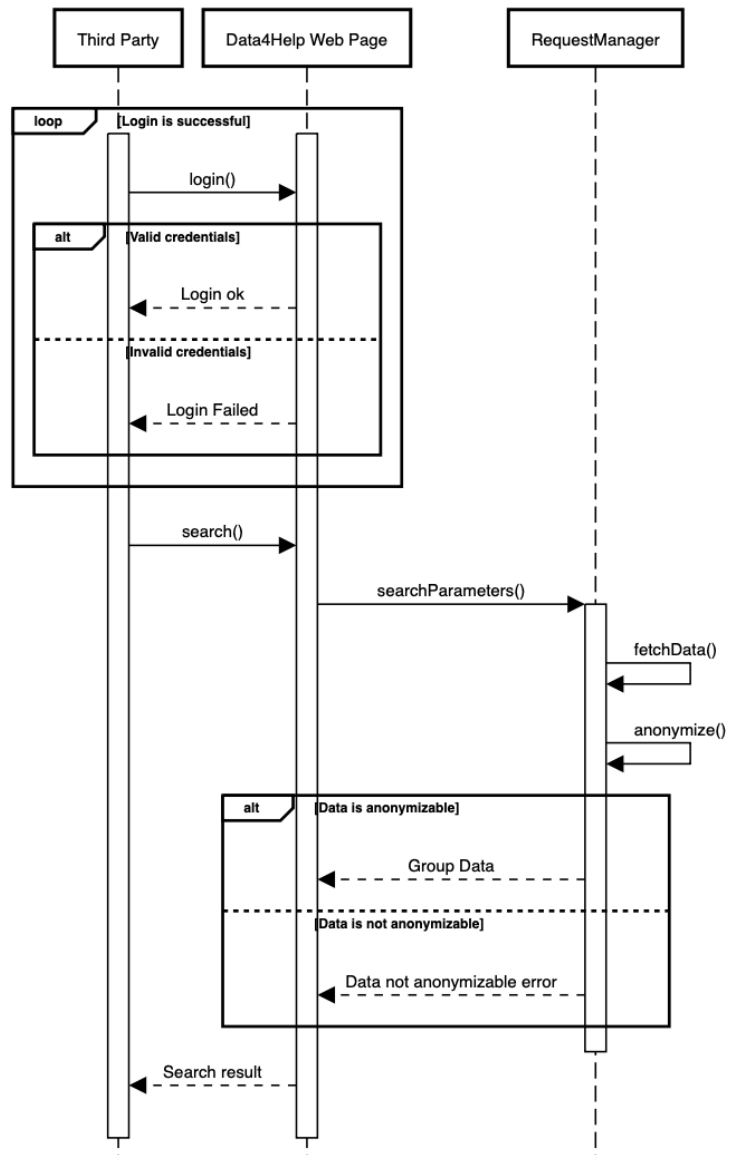 Third Party
Data4Help Web Page
RequestManager
loop
[Login is successful]
login()
alt
[Valid credentials]
Login ok
[Invalid credentials]
Login Failed
search()
searchParameters()
fetchData()
anonymize()
alt
[Data is anonymizable]
Group Data
[Data is not anonymizable]
Data not anonymizable error
Search result